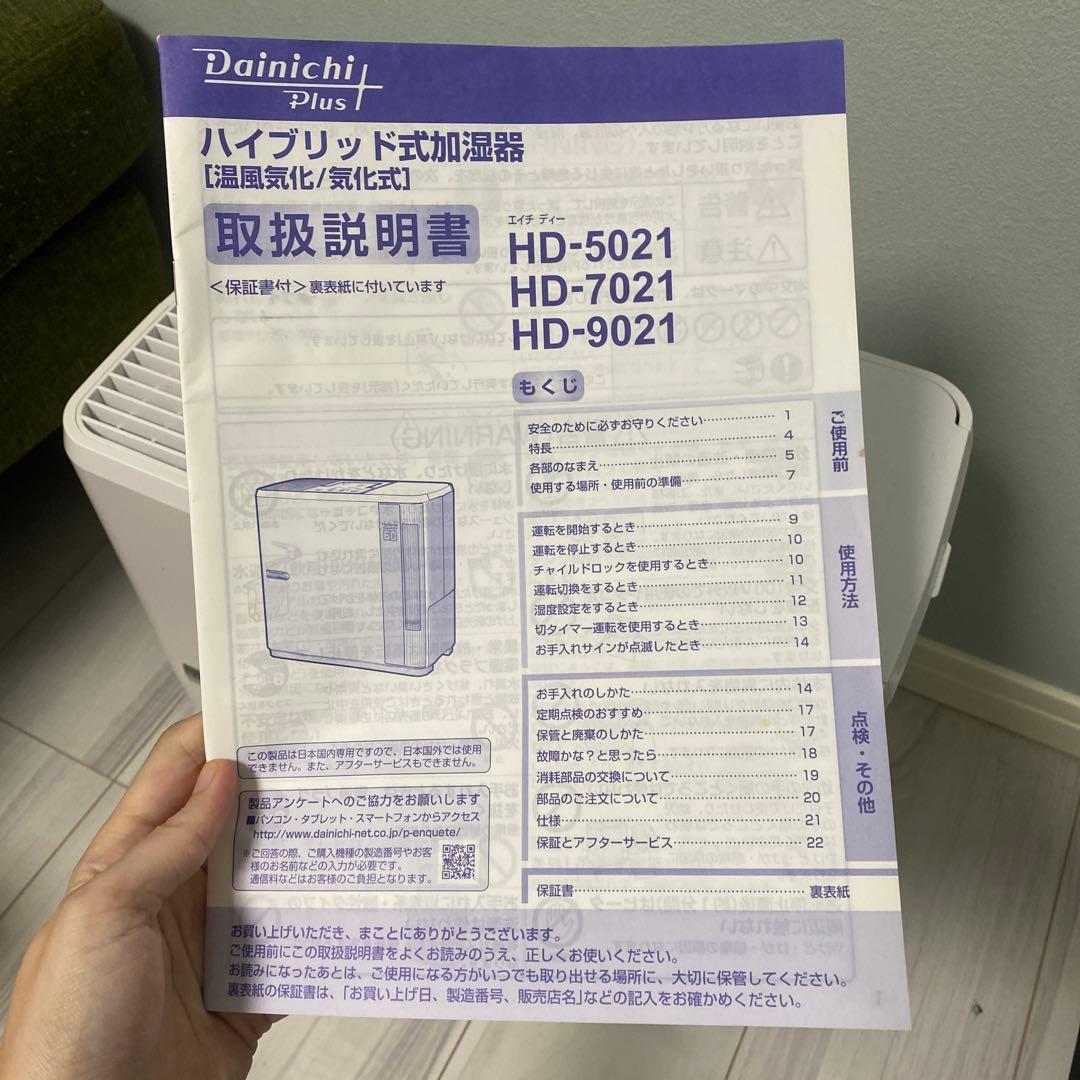 Dainichi
Plus
ハイブリッド式加湿器
[温風気化/気化式]
取扱説明書
<保証書付>裏表紙に付いています
エイチ ディー
HD-5021
HD-7021
HD-9021
もくじ
安全のために必ずお守りください………………… 1
特長………………… 4
各部のなまえ………………… 5
使用する場所・使用前の準備………………… 7
ご使用前
運転を開始するとき………………… 9
運転を停止するとき………………… 10
チャイルドロックを使用するとき………………… 10
運転切換をするとき………………… 11
湿度設定をするとき………………… 12
切タイマー運転を使用するとき………………… 13
お手入れサインが点滅したとき………………… 14
使用方法
お手入れのしかた………………… 14
定期点検のおすすめ………………… 17
保管と廃棄のしかた………………… 17
故障かな?と思ったら………………… 18
消耗部品の交換について………………… 19
部品のご注文について………………… 20
仕様………………… 21
保証とアフターサービス………………… 22
点検・その他
保証書………………… 裏表紙
60
この製品は日本国内専用ですので、日本国外では使用
できません。また、アフターサービスもできません。
製品アンケートへのご協力をお願いします
■パソコン・タブレット・スマートフォンからアクセス
http://www.dainichi-net.co.jp/p-enquete/
※ご回答の際、ご購入機種の製造番号やお客
様のお名前などの入力が必要です。
通信料などはお客様のご負担となります。
お買い上げいただき、まことにありがとうございます。
ご使用前にこの取扱説明書をよくお読みのうえ、正しくお使いください。
お読みになったあとは、ご使用になる方がいつでも取り出せる場所に、大切に保管してください。
裏表紙の保証書は、「お買い上げ日、製造番号、販売店名」などの記入をお確かめください。